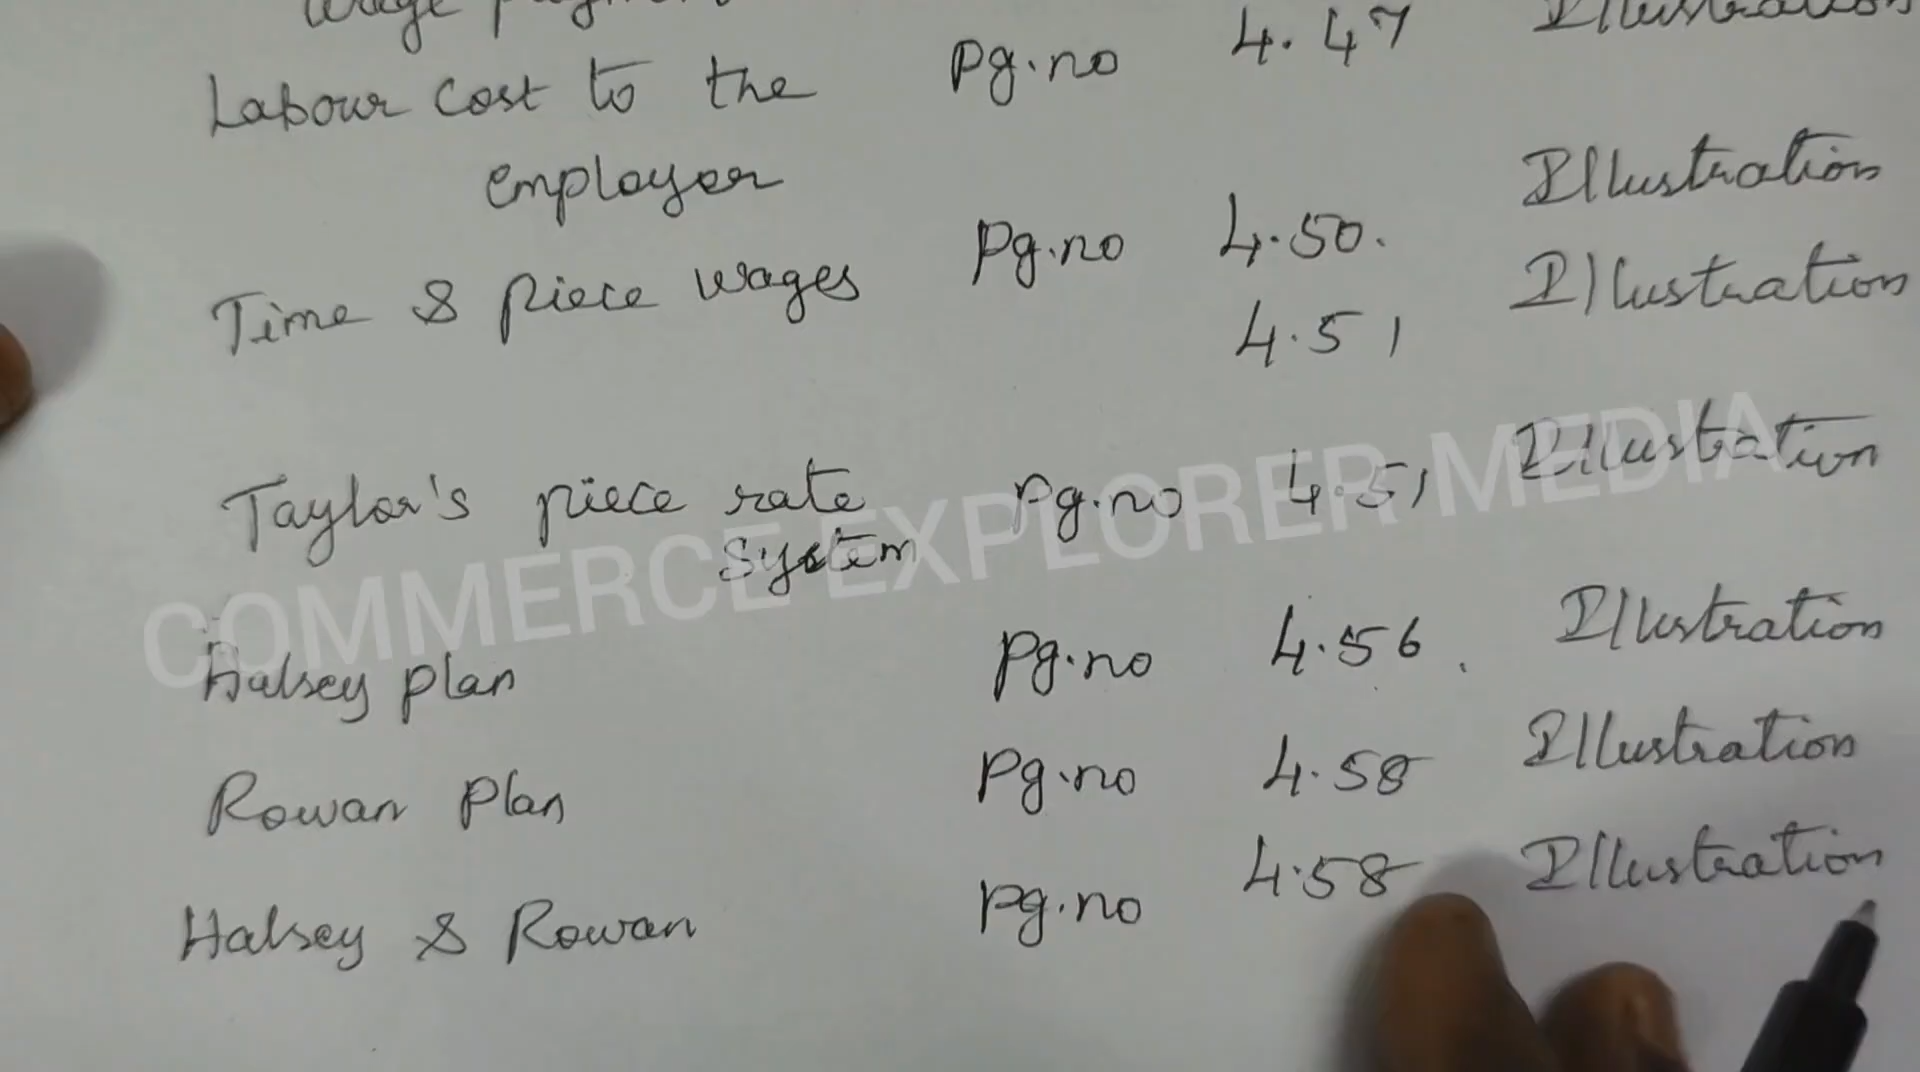 wage
Labour cost to the Pg.no 4.47 Illustration
employer
Illustration
Time & piece wages Pg.no 4.50.
4.51 Illustration
Taylor's piece rate Pg.no 4.51 Illustration
system
COMMERCE EXPLORER MEDIA
Halsey plan Pg.no 4.56. Illustration
Rowan Plan Pg.no 4.58 Illustration
Halsey & Rowan Pg.no 4.58 Illustration